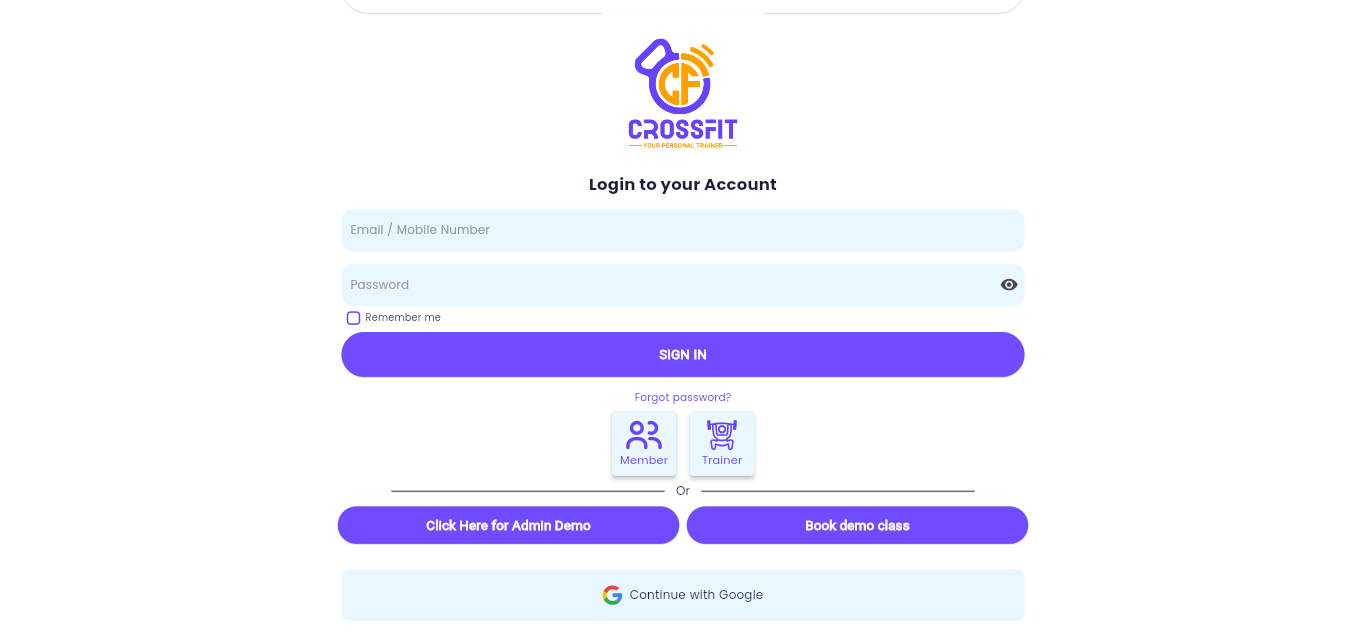 CF
CROSSFIT
YOUR PERSONAL TRAINER
Login to your Account
Email / Mobile Number
Password
Remember me
SIGN IN
Forgot password?
Member
Trainer
Or
Click Here for Admin Demo
Book demo class
Continue with Google